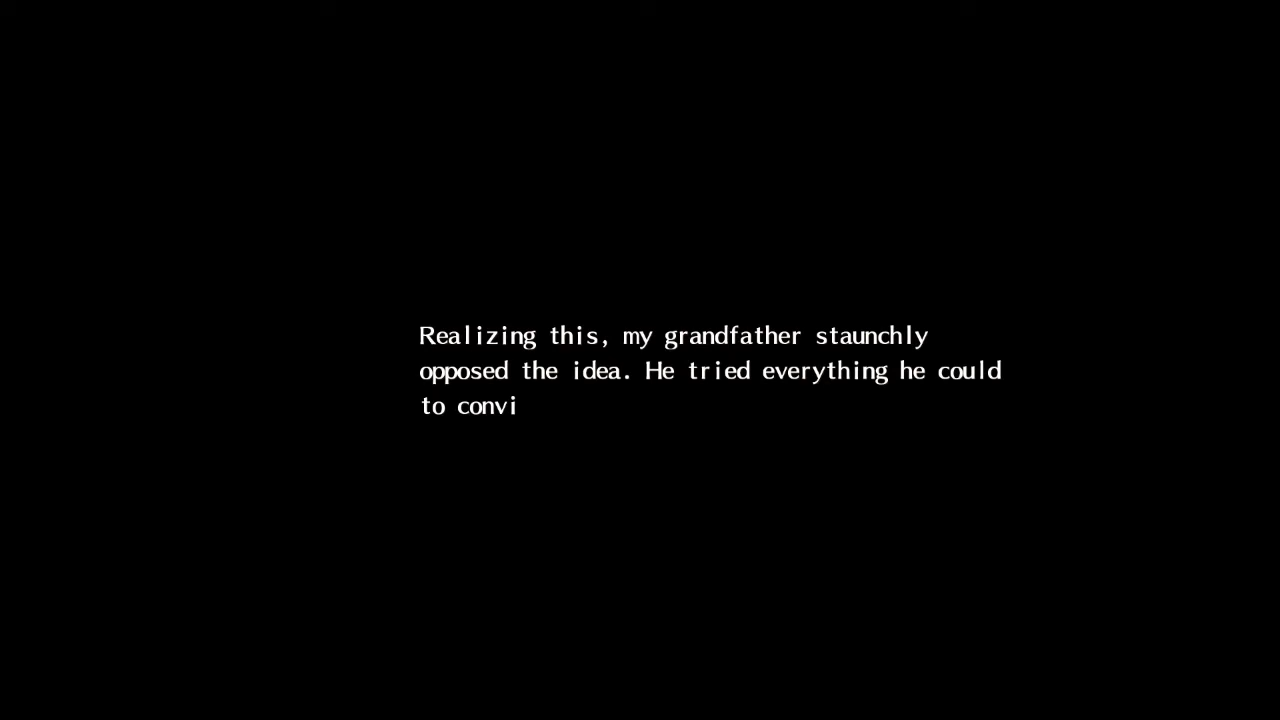 Realizing this, my grandfather staunchly
opposed the idea. He tried everything he could
to convi